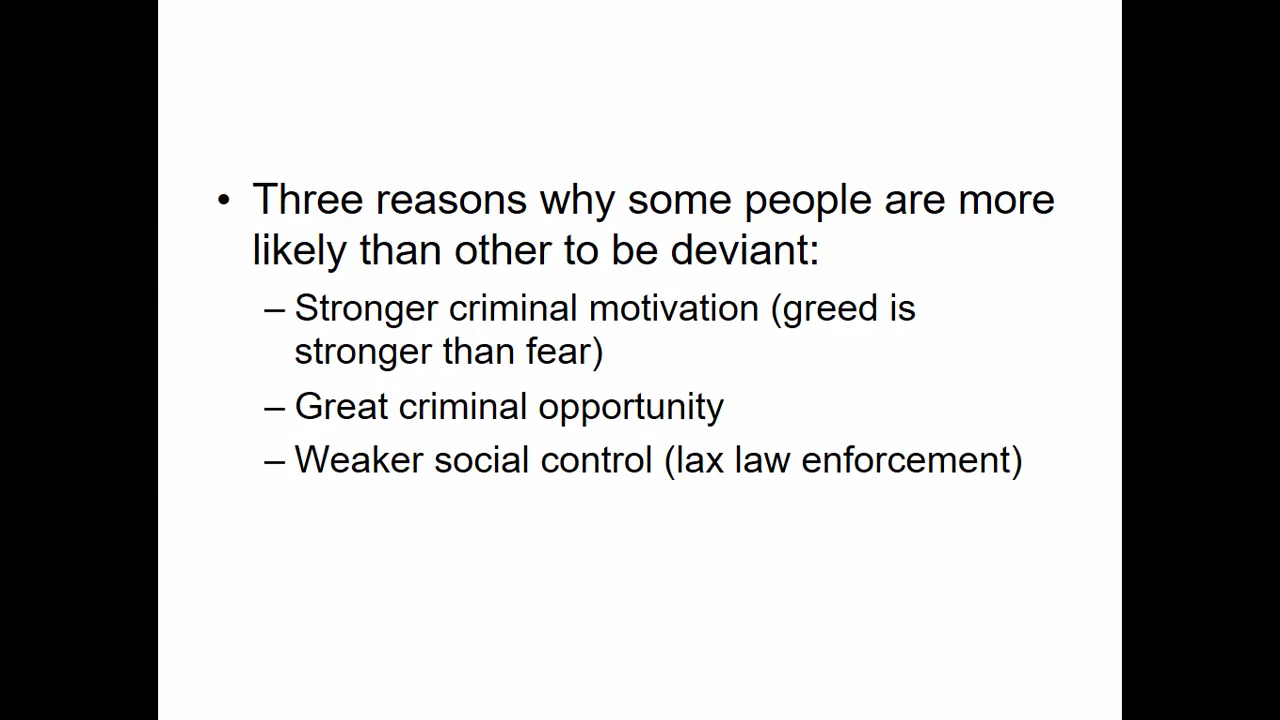 • Three reasons why some people are more
likely than other to be deviant:
– Stronger criminal motivation (greed is
stronger than fear)
– Great criminal opportunity
– Weaker social control (lax law enforcement)